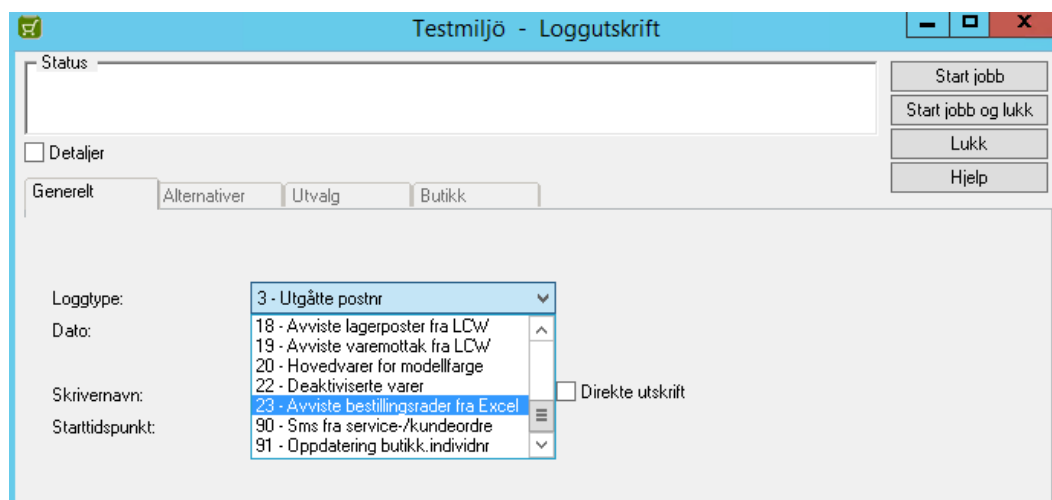 Testmiljö - Loggutskrift
Status
Start jobb
Start jobb og lukk
Lukk
Hjelp
Detaljer
Generelt
Alternativer
Utvalg
Butikk
Loggtype:
3 - Utgåtte postnr
Dato:
18 - Avviste lagerposter fra LCW
19 - Avviste varemottak fra LCW
20 - Hovedvarer for modellfarge
22 - Deaktiviserte varer
23 - Avviste bestillingsrader fra Excel
90 - Sms fra service-/kundeordre
91 - Oppdatering butikk.individnr
Skrivernavn:
Direkte utskrift
Starttidspunkt: